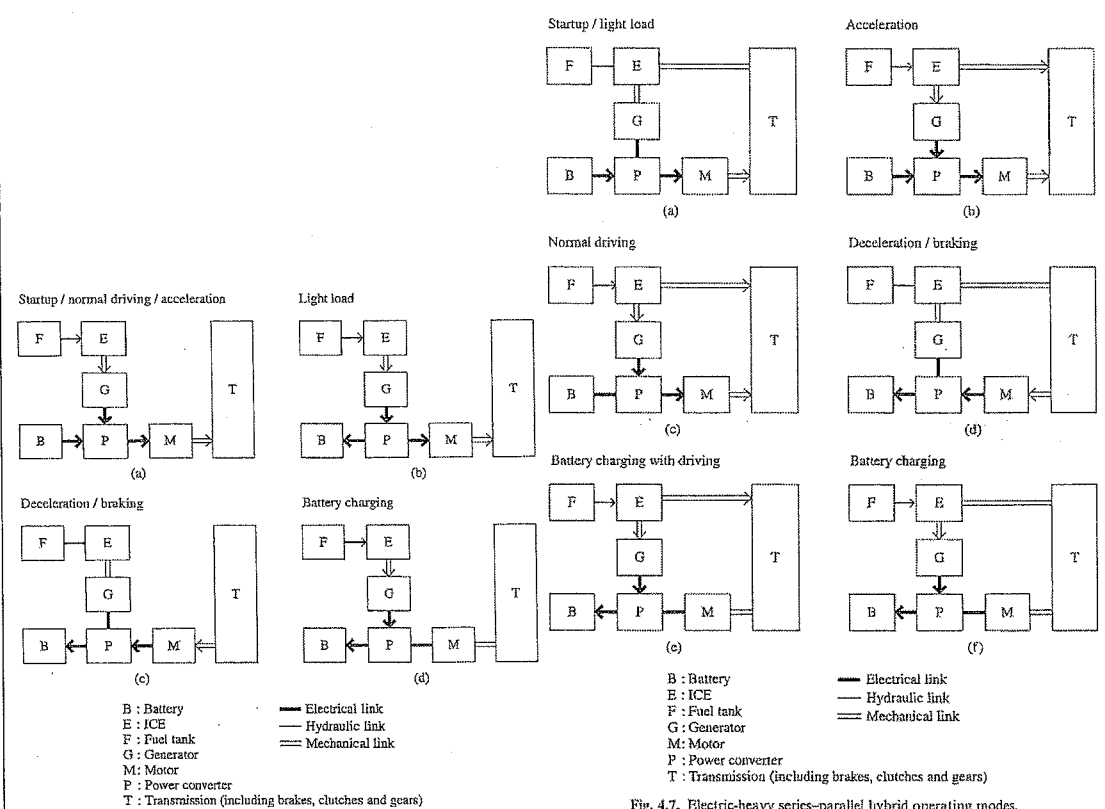 Startup / normal driving / acceleration
F
E
G
T
B
P
M
(a)
Light load
F
E
G
T
B
P
M
(b)
Deceleration / braking
F
E
G
T
B
P
M
(c)
Battery charging
F
E
G
T
B
P
M
(d)
B : Battery
E : ICE
F : Fuel tank
G : Generator
M: Motor
P : Power converter
T : Transmission (including brakes, clutches and gears)
Electrical link
Hydraulic link
Mechanical link
Startup / light load
F
E
G
T
B
P
M
(a)
Acceleration
F
E
G
T
B
P
M
(b)
Normal driving
F
E
G
T
B
P
M
(c)
Deceleration / braking
F
E
G
T
B
P
M
(d)
Battery charging with driving
F
E
G
T
B
P
M
(e)
Battery charging
F
E
G
T
B
P
M
(f)
B : Battery
E : ICE
F : Fuel tank
G : Generator
M: Motor
P : Power converter
T : Transmission (including brakes, clutches and gears)
Electrical link
Hydraulic link
Mechanical link
Fig. 4.7. Electric-heavy series–parallel hybrid operating modes.